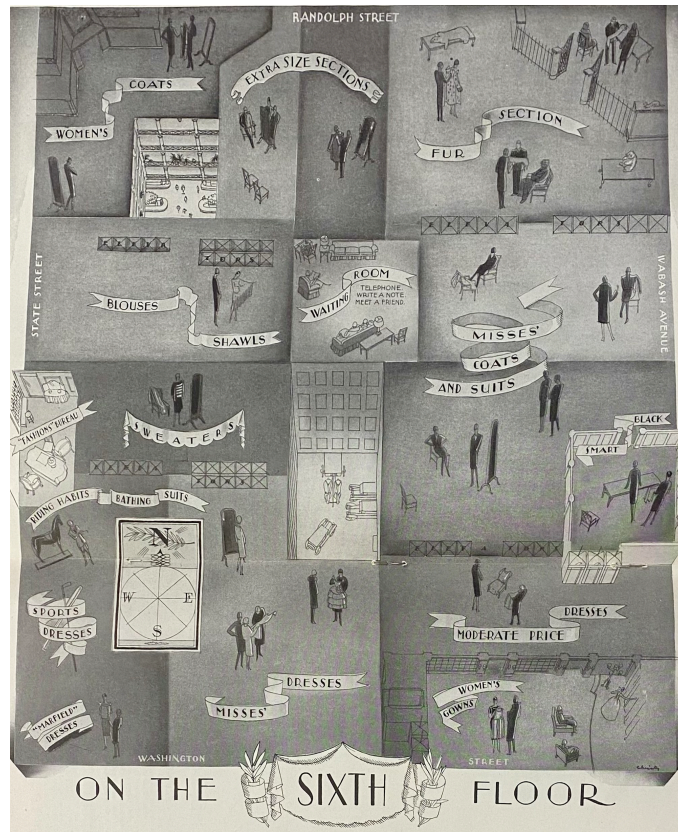 RANDOLPH STREET
COATS
WOMEN'S
EXTRA SIZE SECTIONS
SECTION
FUR
STATE STREET
WABASH AVENUE
BLOUSES
SHAWLS
ROOM
WAITING
TELEPHONE
WRITE A NOTE.
MEET A FRIEND.
MISSES'
COATS
AND SUITS
"FASHIONS" BUREAU
SWEATERS
BLACK
SMART
RIDING HABITS BATHING SUITS
N
W E
S
SPORTS
DRESSES
DRESSES
MODERATE PRICE
DRESSES
MISSES'
WOMEN'S
GOWNS
"MARFIELD"
DRESSES
WASHINGTON STREET
ON THE SIXTH FLOOR